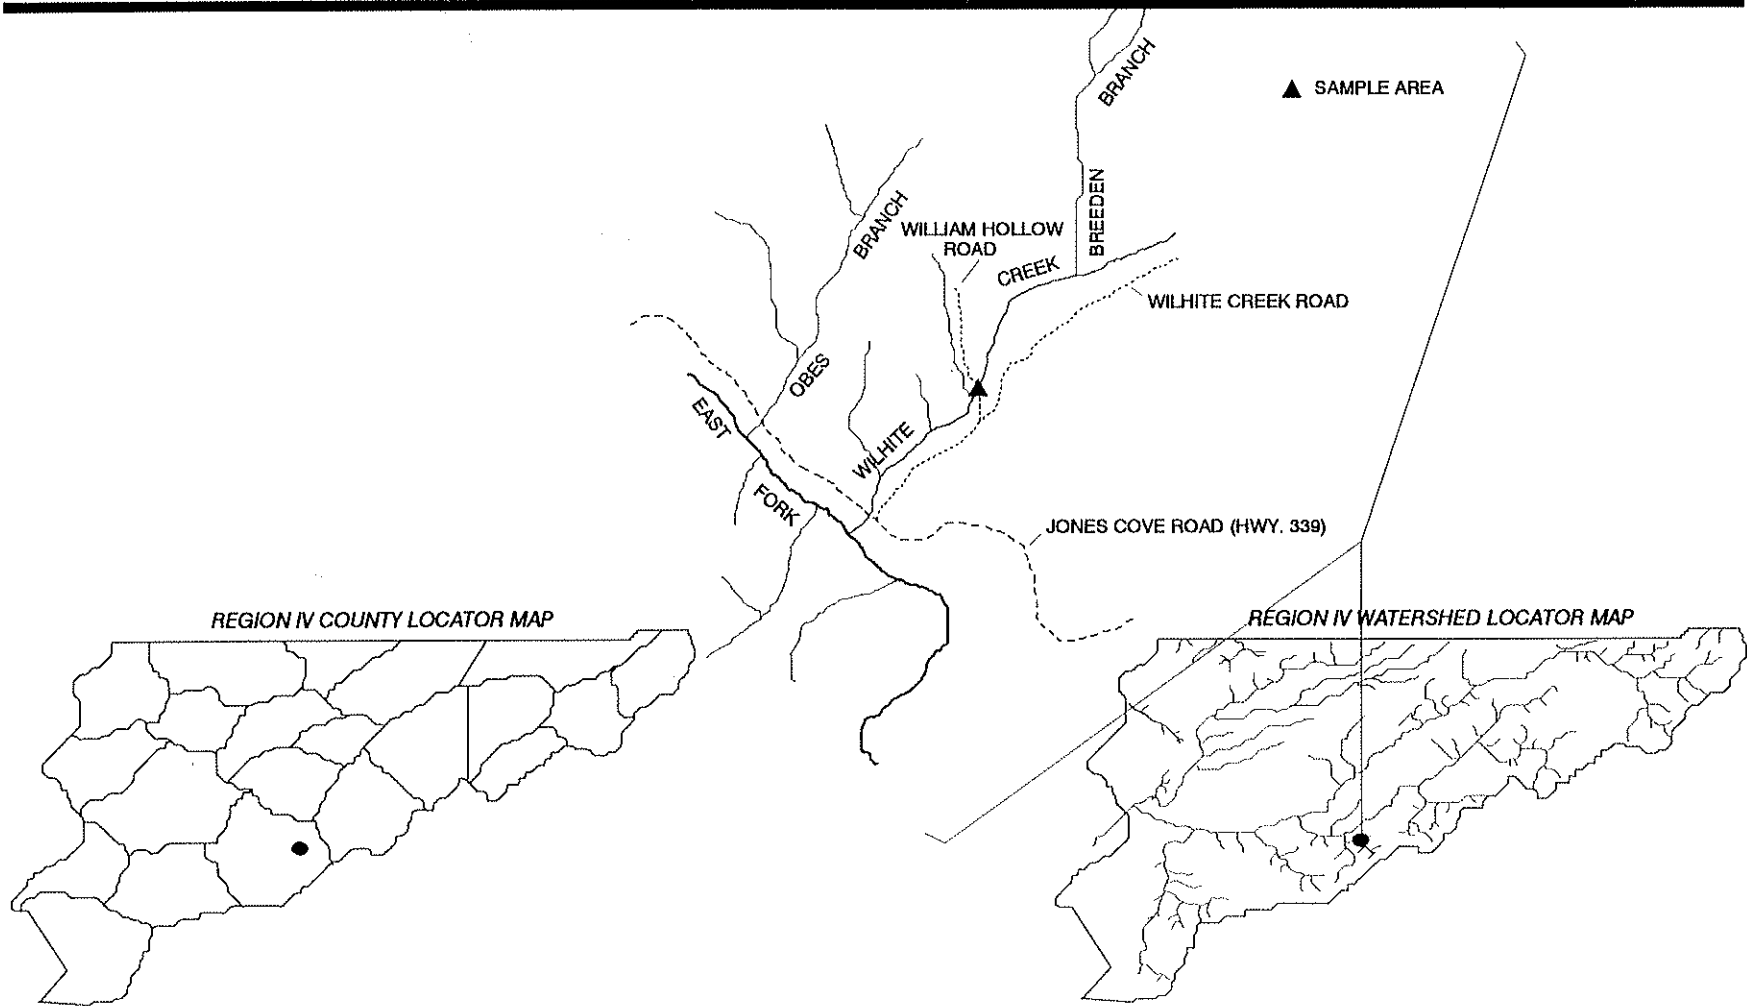 BRANCH
▲ SAMPLE AREA
BREEDEN
BRANCH
WILLIAM HOLLOW
ROAD
CREEK
WILHITE CREEK ROAD
OBES
EAST
WILHITE
FORK
JONES COVE ROAD (HWY. 339)
REGION IV COUNTY LOCATOR MAP
REGION IV WATERSHED LOCATOR MAP